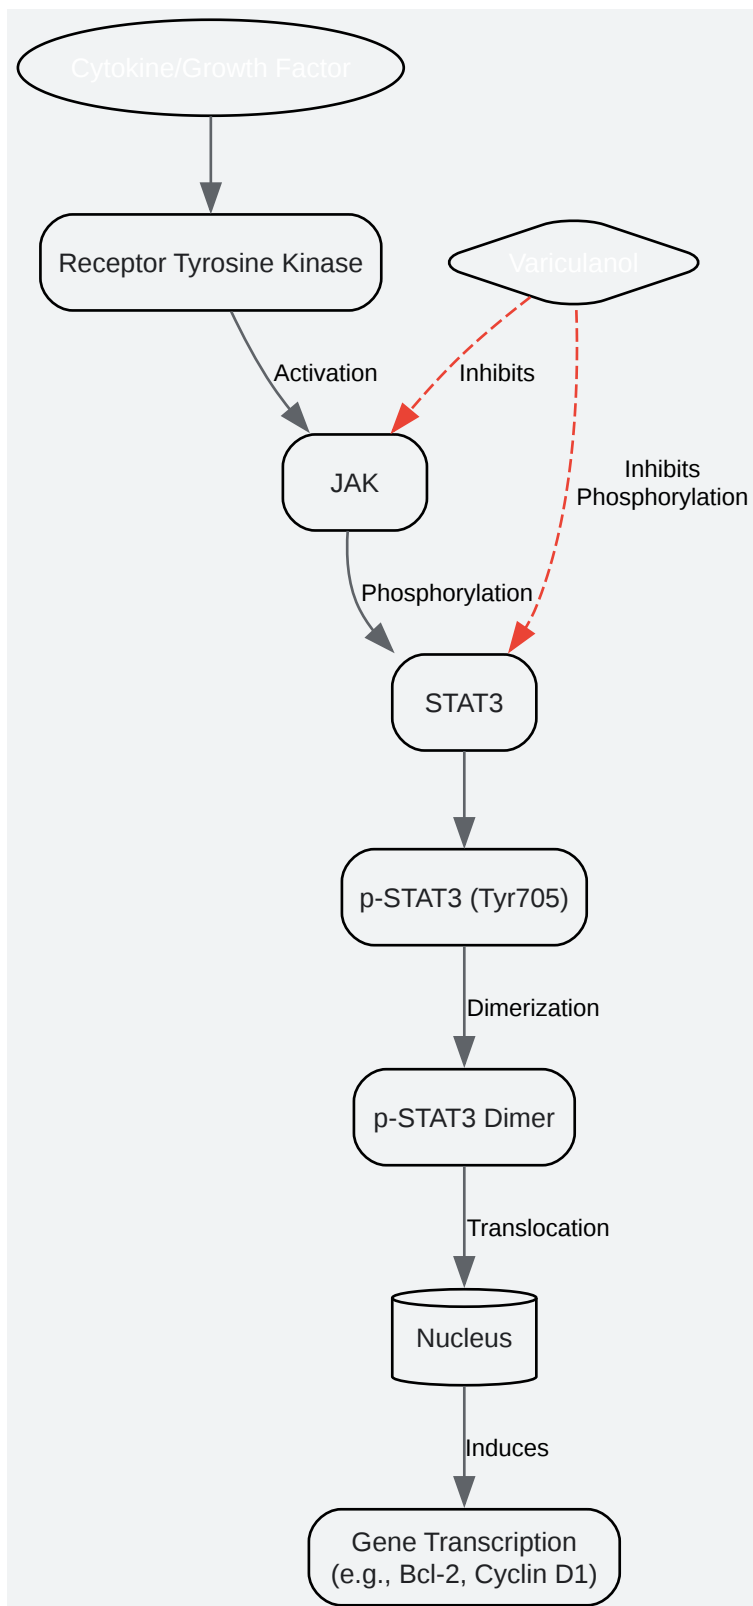 Cytokine/Growth Factor
Receptor Tyrosine Kinase
Variculanol
Activation
Inhibits
JAK
Inhibits
Phosphorylation
Phosphorylation
STAT3
p-STAT3 (Tyr705)
Dimerization
p-STAT3 Dimer
Translocation
Nucleus
Induces
Gene Transcription
(e.g., Bcl-2, Cyclin D1)